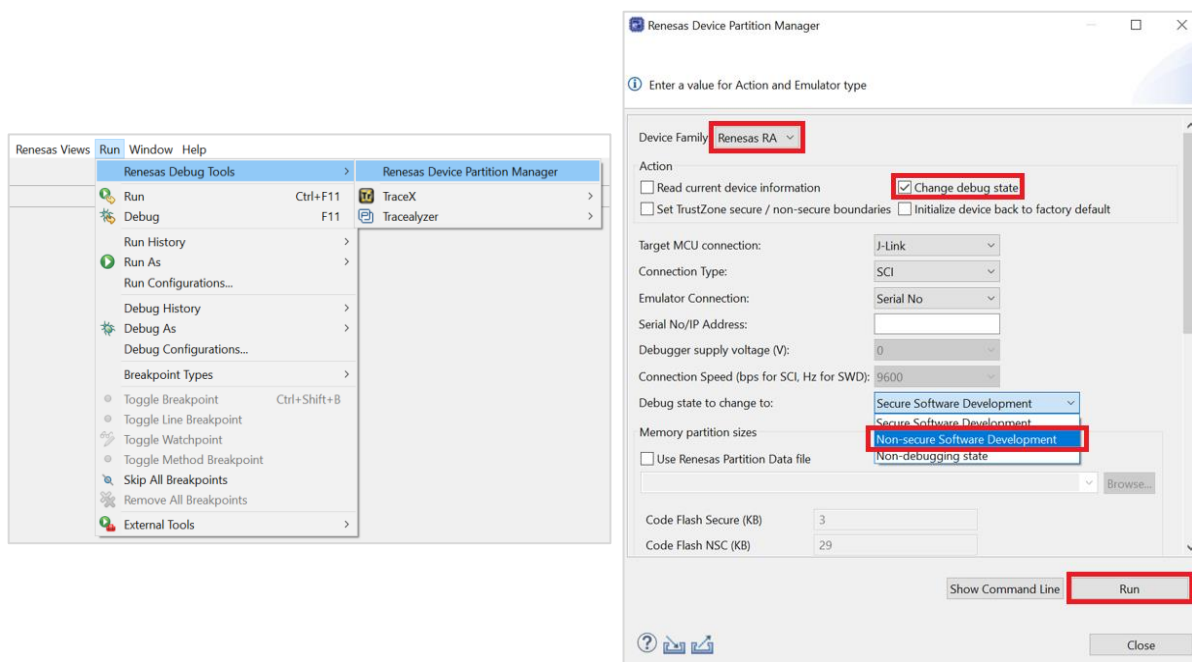 Renesas Views Run Window Help
Renesas Debug Tools
Renesas Device Partition Manager
Run Ctrl+F11
TraceX
Debug F11
Tracealyzer
Run History
Run As
Run Configurations...
Debug History
Debug As
Debug Configurations...
Breakpoint Types
Toggle Breakpoint Ctrl+Shift+B
Toggle Line Breakpoint
Toggle Watchpoint
Toggle Method Breakpoint
Skip All Breakpoints
Remove All Breakpoints
External Tools
Renesas Device Partition Manager
Enter a value for Action and Emulator type
Device Family: Renesas RA
Action
Read current device information Change debug state
Set TrustZone secure / non-secure boundaries Initialize device back to factory default
Target MCU connection: J-Link
Connection Type: SCI
Emulator Connection: Serial No
Serial No/IP Address:
Debugger supply voltage (V): 0
Connection Speed (bps for SCI, Hz for SWD): 9600
Debug state to change to: Secure Software Development
Secure Software Development
Memory partition sizes
Non-secure Software Development
Use Renesas Partition Data file
Non-debugging state
Browse...
Code Flash Secure (KB) 3
Code Flash NSC (KB) 29
Show Command Line Run
Close